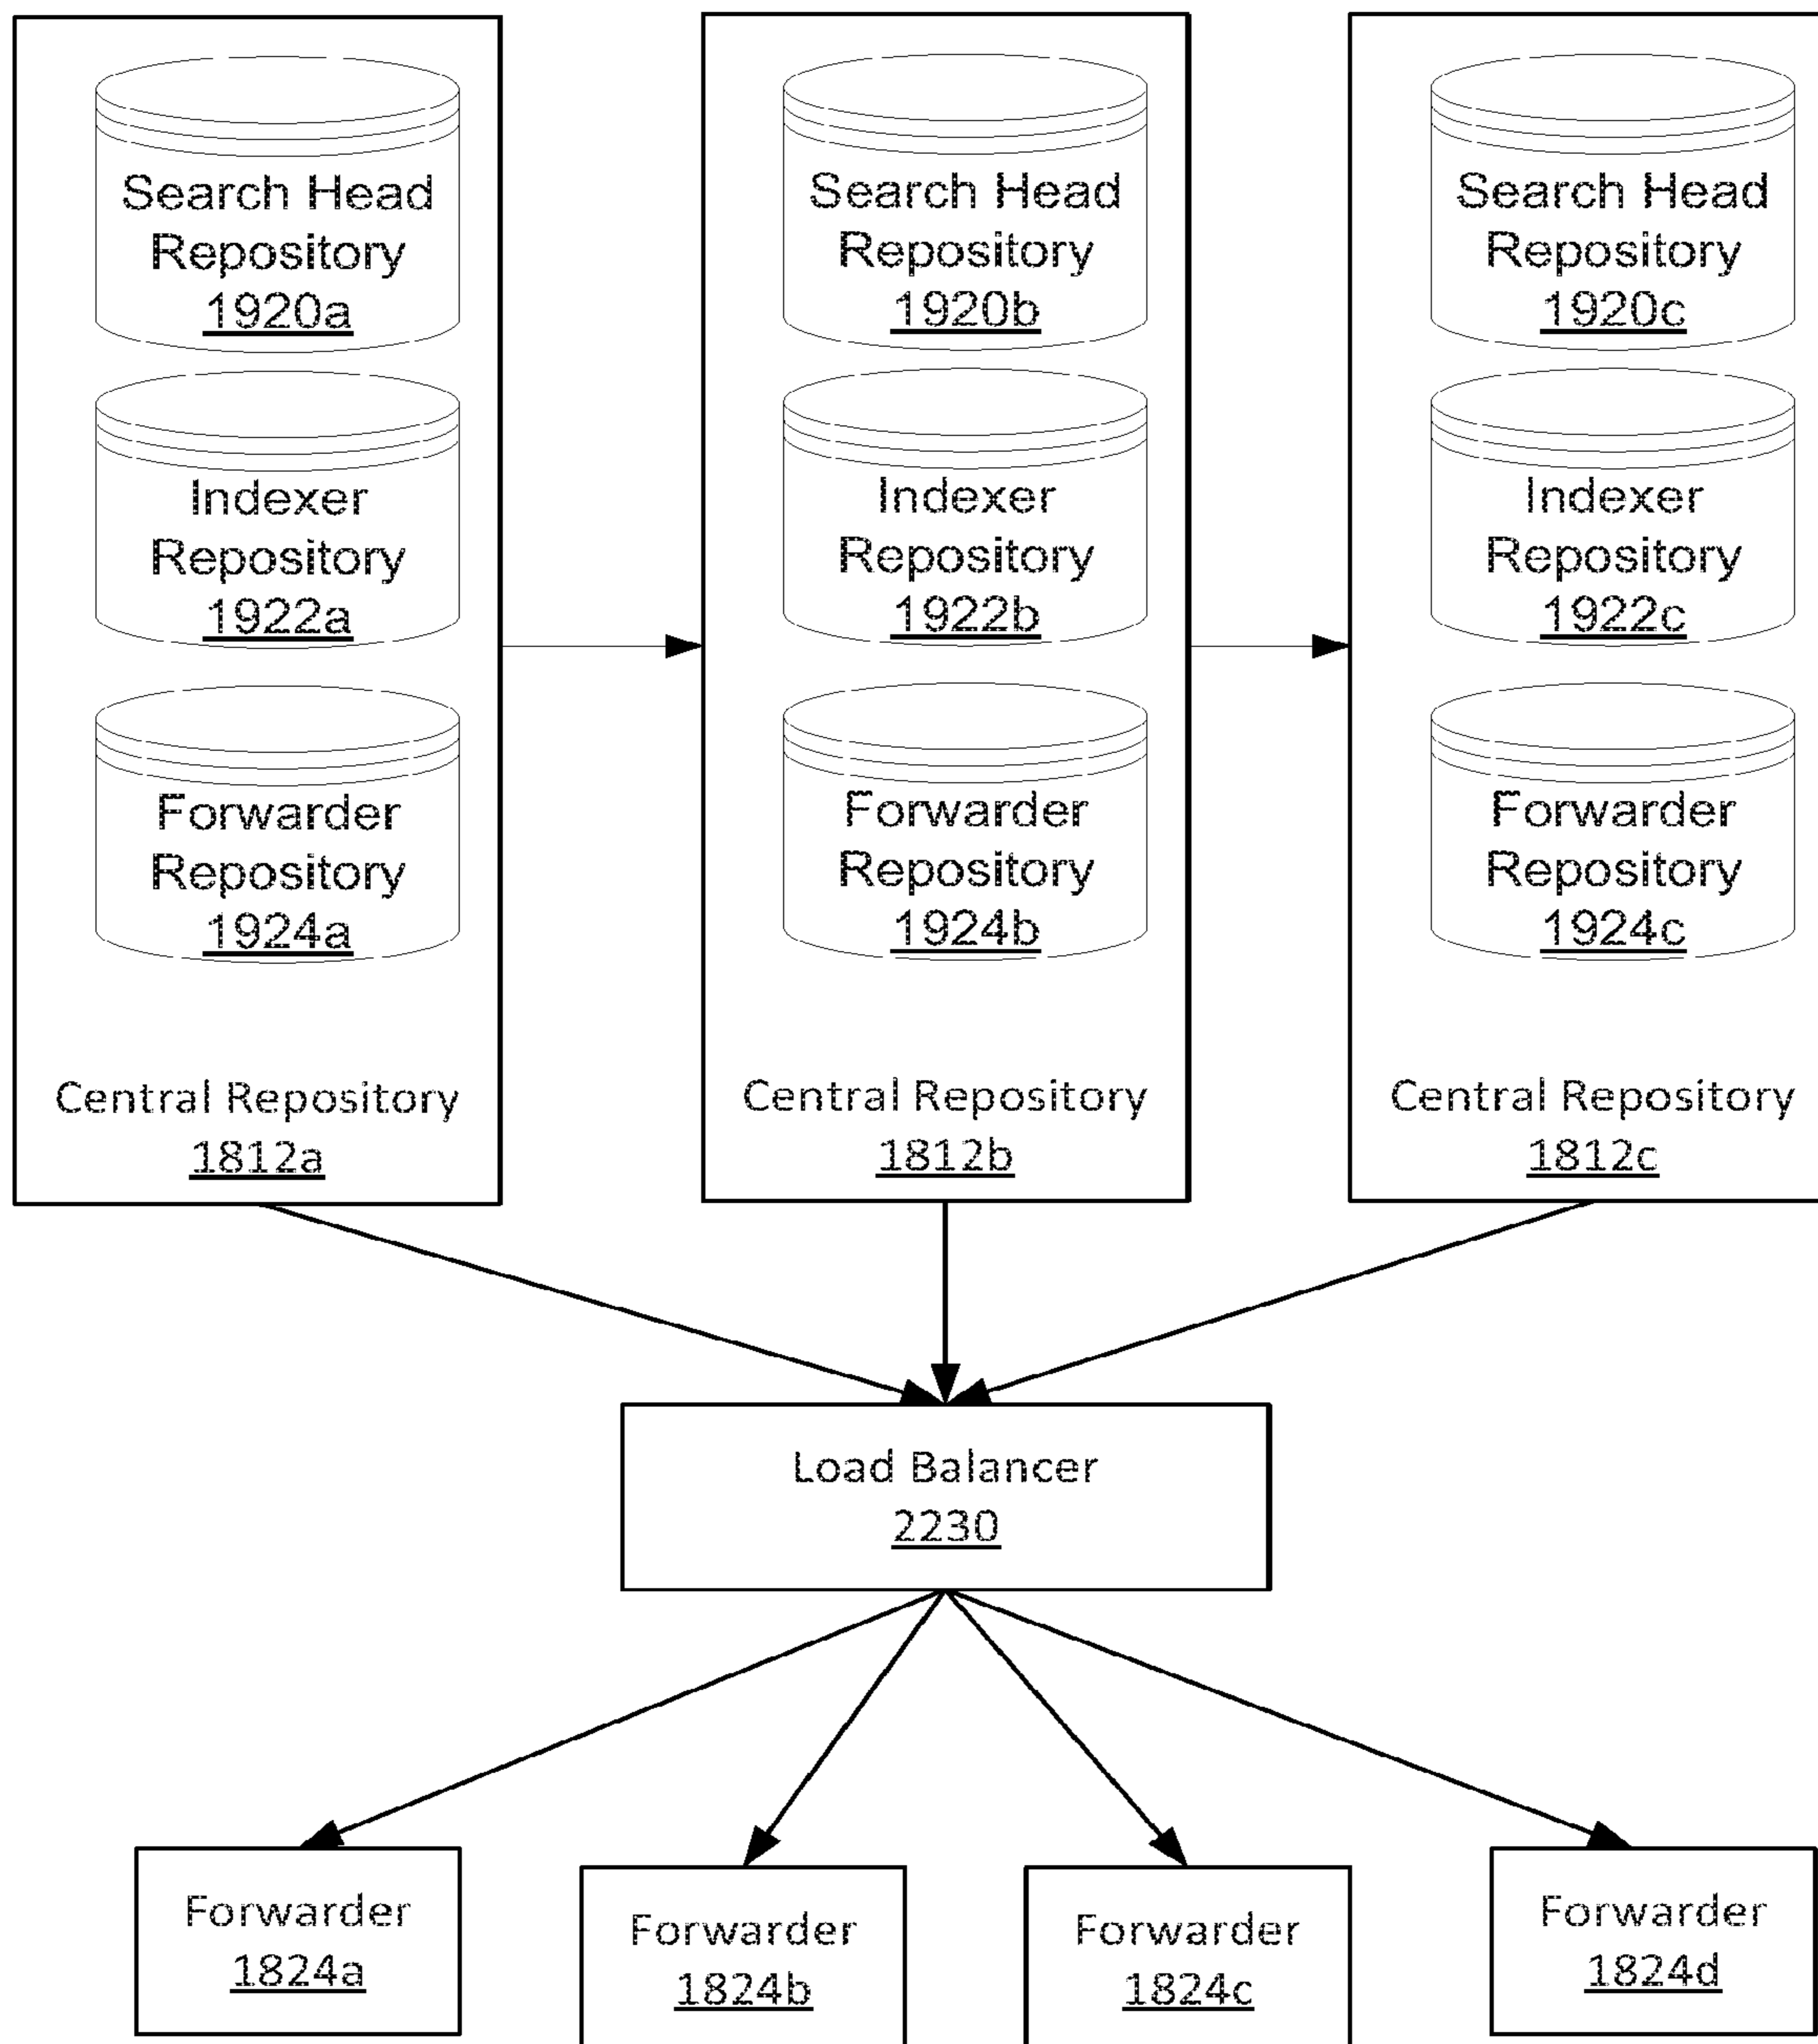 Search Head
Repository
1920a
Indexer
Repository
1922a
Forwarder
Repository
1924a
Central Repository
1812a
Search Head
Repository
1920b
Indexer
Repository
1922b
Forwarder
Repository
1924b
Central Repository
1812b
Search Head
Repository
1920c
Indexer
Repository
1922c
Forwarder
Repository
1924c
Central Repository
1812c
Load Balancer
2230
Forwarder
1824a
Forwarder
1824b
Forwarder
1824c
Forwarder
1824d